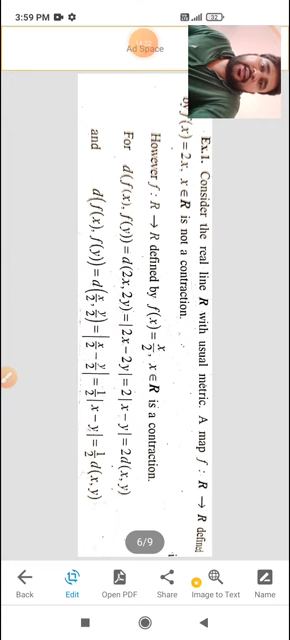 3:59 PM
32
Ad Space
Ex.1. Consider the real line R with usual metric. A map f : R → R defined
by f(x) = 2x, x ∈ R is not a contraction.
However f : R → R defined by f(x) = x/2, x ∈ R is a contraction.
For d(f(x), f(y)) = d(2x, 2y) = |2x − 2y| = 2|x − y| = 2d(x, y)
and d(f(x), f(y)) = d(x/2, y/2) = |x/2 − y/2| = 1/2|x − y| = 1/2 d(x, y)
6/9
Back
Edit
Open PDF
Share
Image to Text
Name